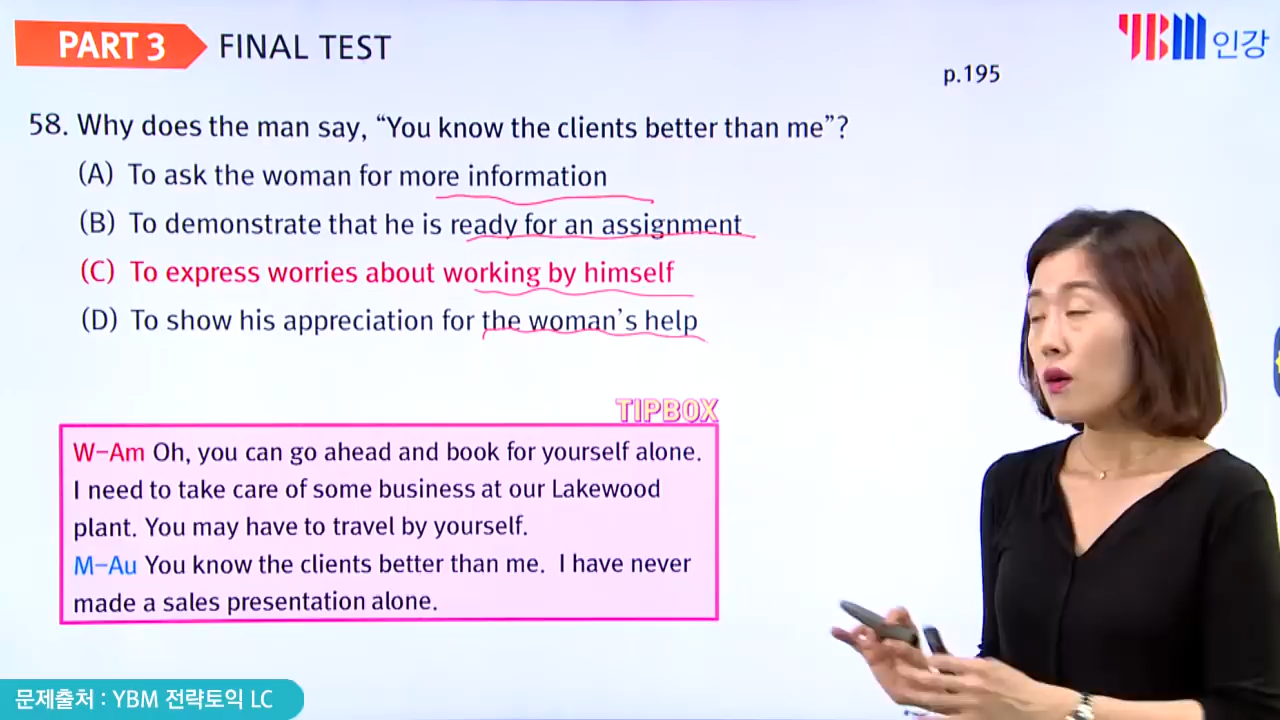 PART 3 FINAL TEST
YBM 인강
p.195
58. Why does the man say, “You know the clients better than me”?
(A) To ask the woman for more information
(B) To demonstrate that he is ready for an assignment
(C) To express worries about working by himself
(D) To show his appreciation for the woman’s help
TIPBOX
W-Am Oh, you can go ahead and book for yourself alone.
I need to take care of some business at our Lakewood
plant. You may have to travel by yourself.
M-Au You know the clients better than me. I have never
made a sales presentation alone.
문제출처 : YBM 전략토익 LC